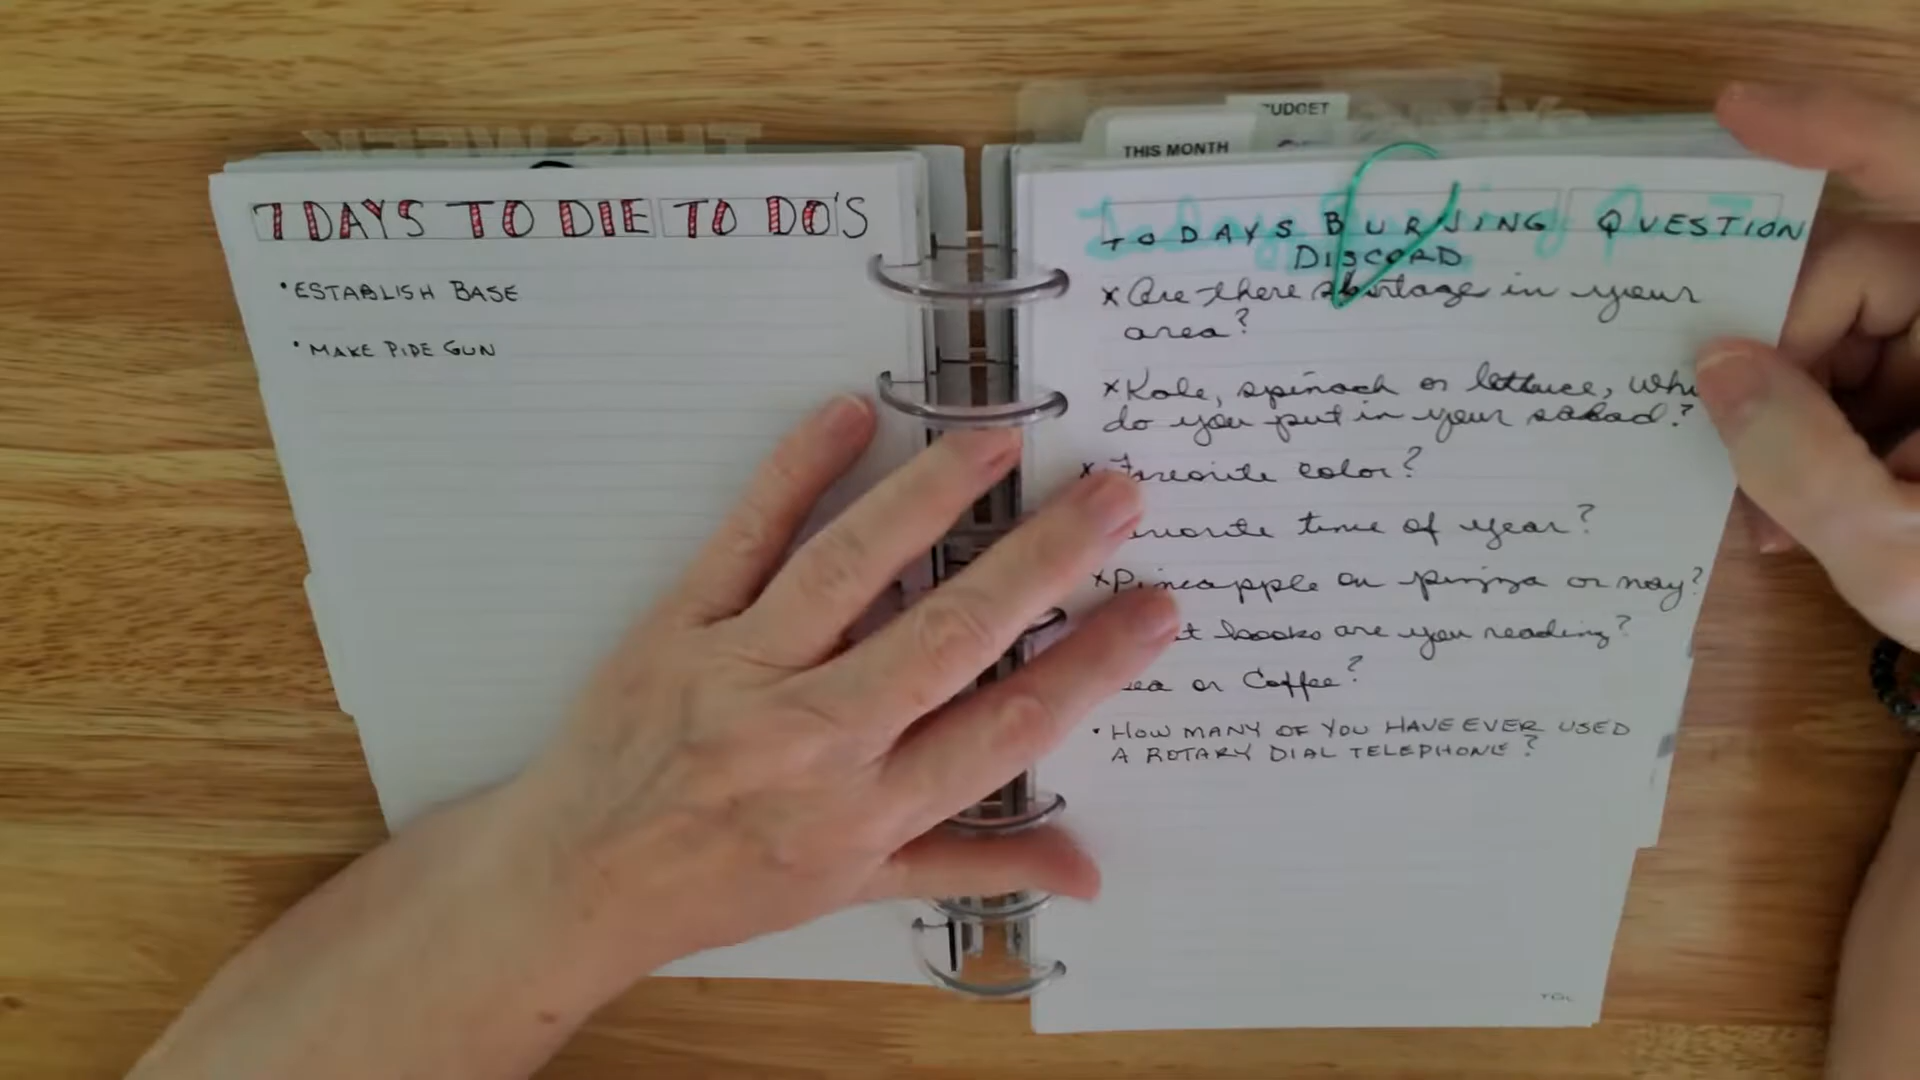 THIS WEEK
BUDGET
THIS MONTH
7 DAYS TO DIE TO DO'S
• ESTABLISH BASE
• MAKE PIPE GUN
TODAYS BURNING QUESTION
DISCORD
x Are there shortage in your
area?
x Kale, spinach or lettuce,
do you put in your salad?
x Favorite color?
time of year?
x Pineapple on pizza or nay?
books are you reading?
or Coffee?
• HOW MANY OF YOU HAVE EVER USED
A ROTARY DIAL TELEPHONE?